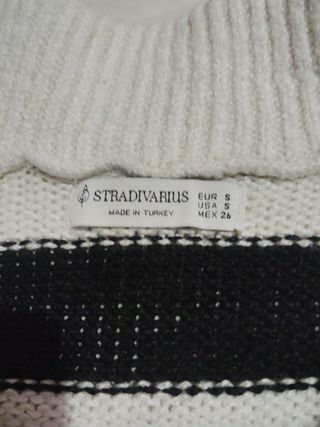 STRADIVARIUS
MADE IN TURKEY
EUR S
USA S
MEX 26